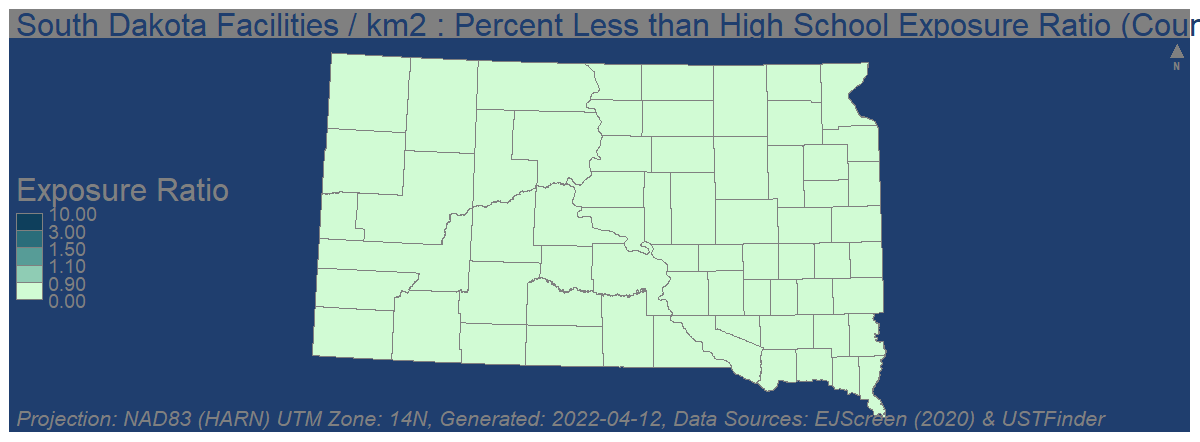 South Dakota Facilities / km2 : Percent Less than High School Exposure Ratio (Cour
N
Exposure Ratio
10.00
3.00
1.50
1.10
0.90
0.00
Projection: NAD83 (HARN) UTM Zone: 14N, Generated: 2022-04-12, Data Sources: EJScreen (2020) & USTFinder